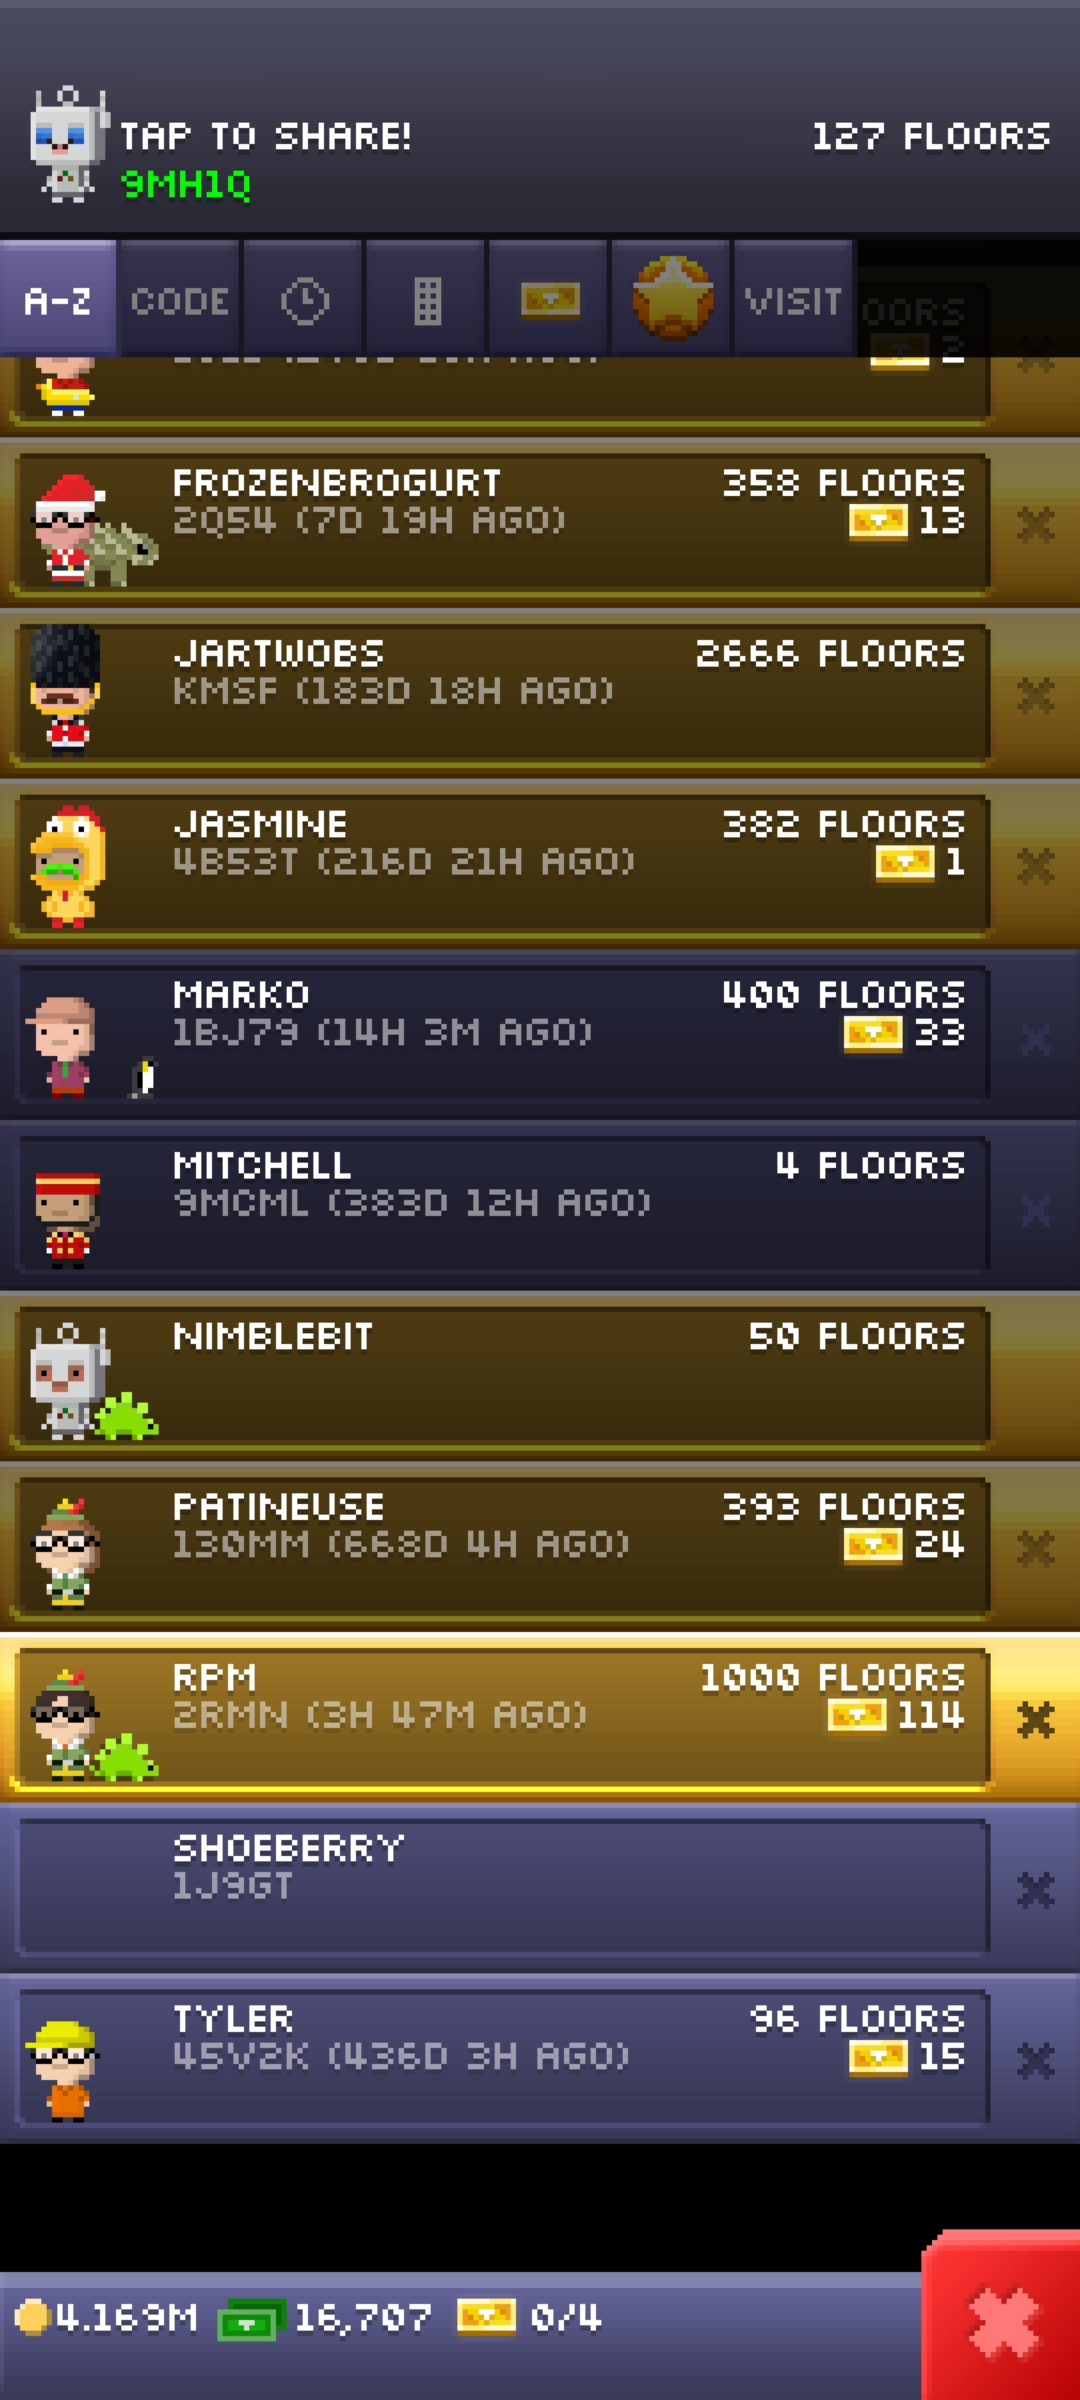 TAP TO SHARE!
127 FLOORS
9MH1Q
A-Z CODE VISIT
2
FROZENBROGURT 358 FLOORS
2Q54 (7D 19H AGO) 13
JARTWOBS 2666 FLOORS
KMSF (183D 18H AGO)
JASMINE 382 FLOORS
4B53T (216D 21H AGO) 1
MARKO 400 FLOORS
1BJ79 (14H 3M AGO) 33
MITCHELL 4 FLOORS
9MCML (383D 12H AGO)
NIMBLEBIT 50 FLOORS
PATINEUSE 393 FLOORS
130MM (668D 4H AGO) 24
RPM 1000 FLOORS
2RMN (3H 47M AGO) 114
SHOEBERRY
1J9GT
TYLER 96 FLOORS
45V2K (436D 3H AGO) 15
4.169M 16,707 0/4